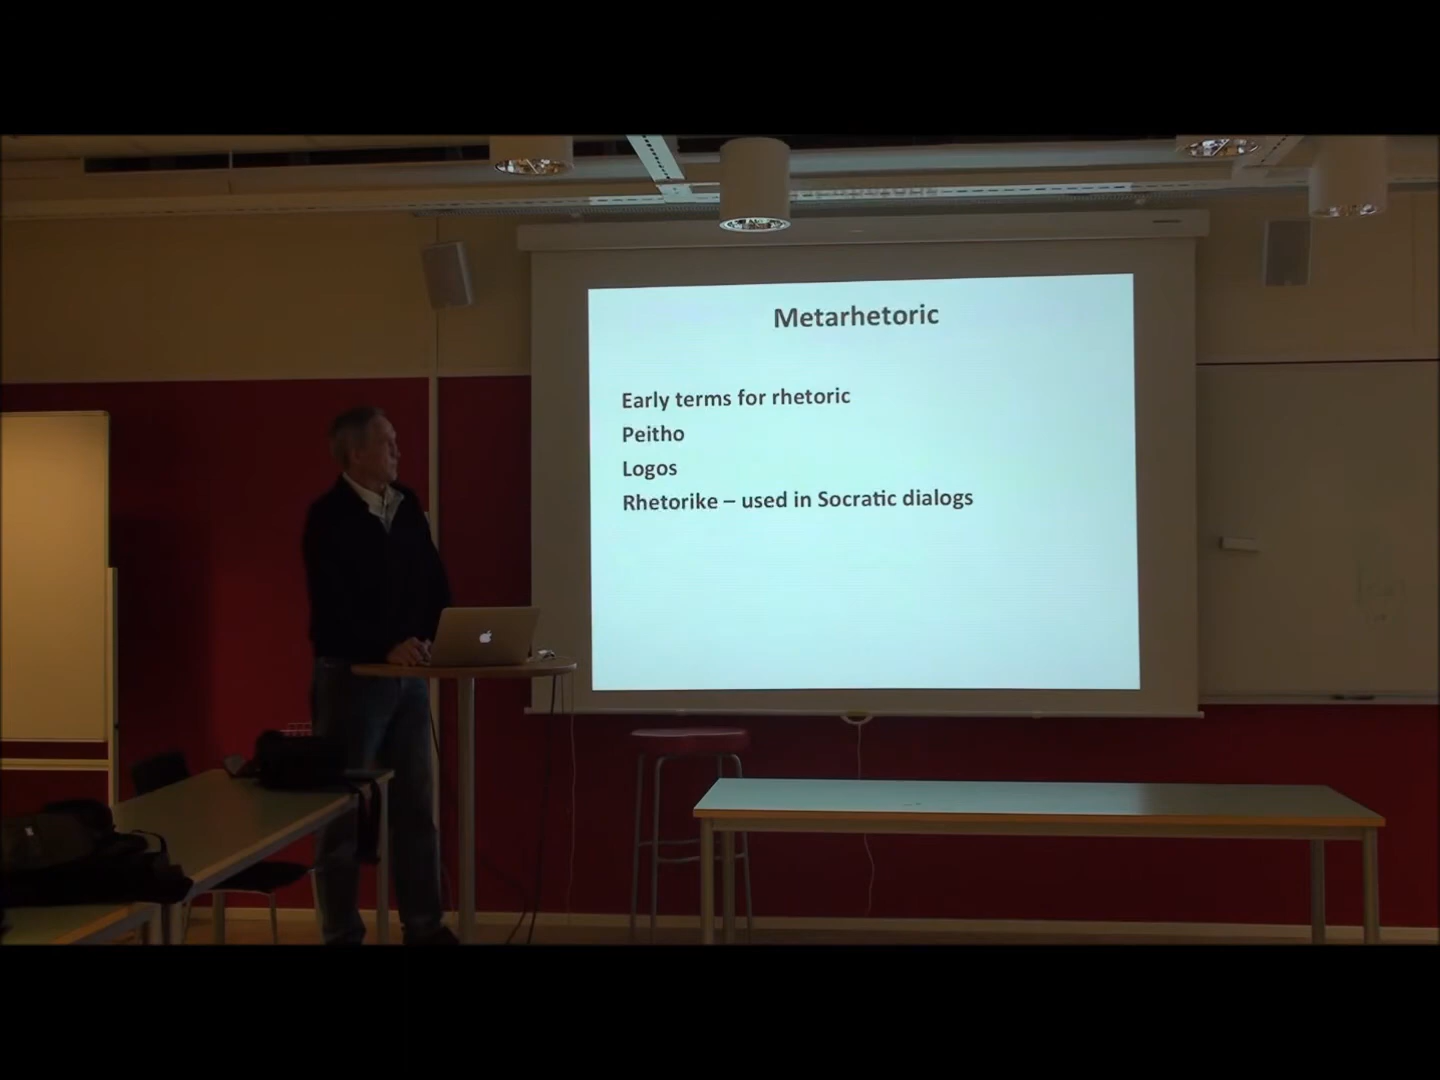 Metarhetoric
Early terms for rhetoric
Peitho
Logos
Rhetorike – used in Socratic dialogs